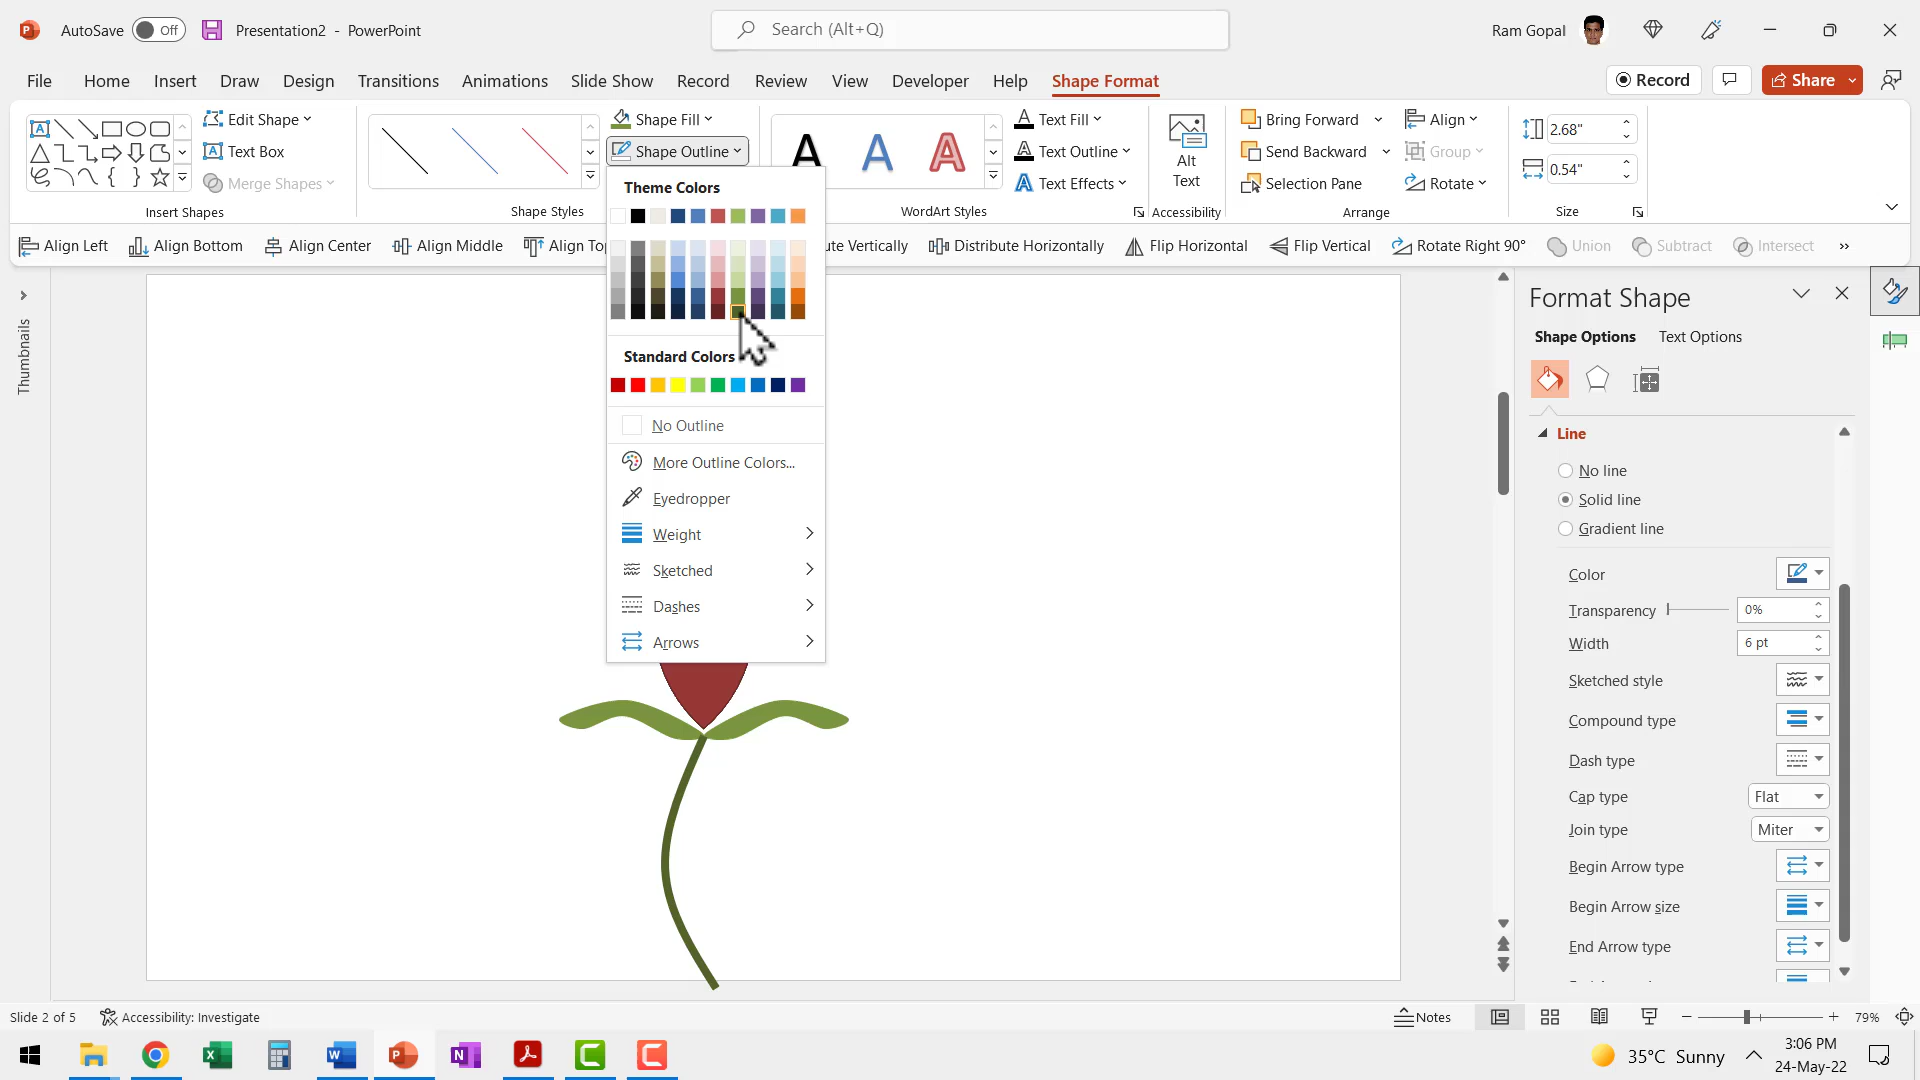 AutoSave Off Presentation2 - PowerPoint Search (Alt+Q) Ram Gopal
File Home Insert Draw Design Transitions Animations Slide Show Record Review View Developer Help Shape Format Record Share
Edit Shape
Text Box
Merge Shapes
Insert Shapes
Shape Styles
Shape Fill
Shape Outline
A A A
WordArt Styles
Text Fill
Text Outline
Text Effects
Alt
Text
Accessibility
Bring Forward
Send Backward
Selection Pane
Align
Group
Rotate
Arrange
2.68"
0.54"
Size
Align Left Align Bottom Align Center Align Middle Align To ute Vertically Distribute Horizontally Flip Horizontal Flip Vertical Rotate Right 90° Union Subtract Intersect
Thumbnails
Theme Colors
Standard Colors
No Outline
More Outline Colors...
Eyedropper
Weight
Sketched
Dashes
Arrows
Format Shape
Shape Options Text Options
Line
No line
Solid line
Gradient line
Color
Transparency 0%
Width 6 pt
Sketched style
Compound type
Dash type
Cap type Flat
Join type Miter
Begin Arrow type
Begin Arrow size
End Arrow type
Slide 2 of 5 Accessibility: Investigate Notes 79%
35°C Sunny
3:06 PM
24-May-22